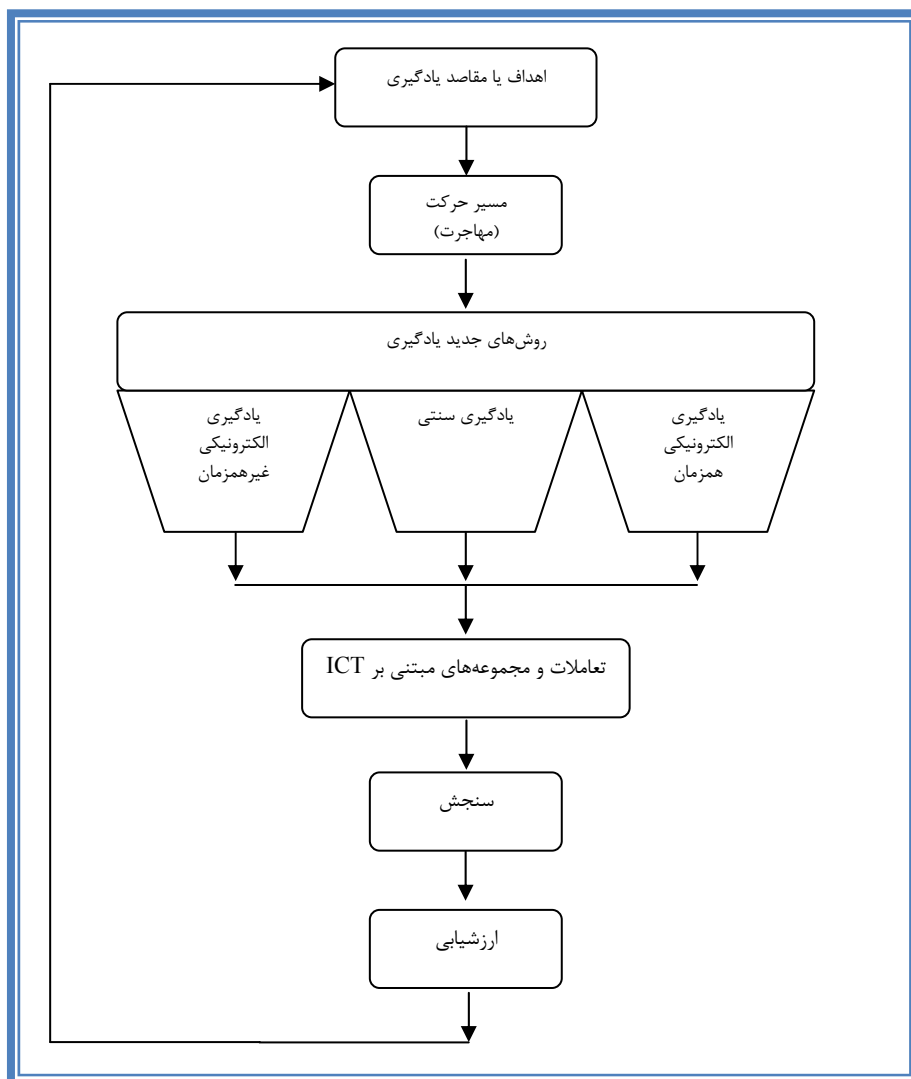 اهداف یا مقاصد یادگیری
مسیر حرکت
(مهاجرت)
روش‌های جدید یادگیری
یادگیری
الکترونیکی
همزمان
یادگیری سنتی
یادگیری
الکترونیکی
غیرهمزمان
تعاملات و مجموعه‌های مبتنی بر ICT
سنجش
ارزشیابی